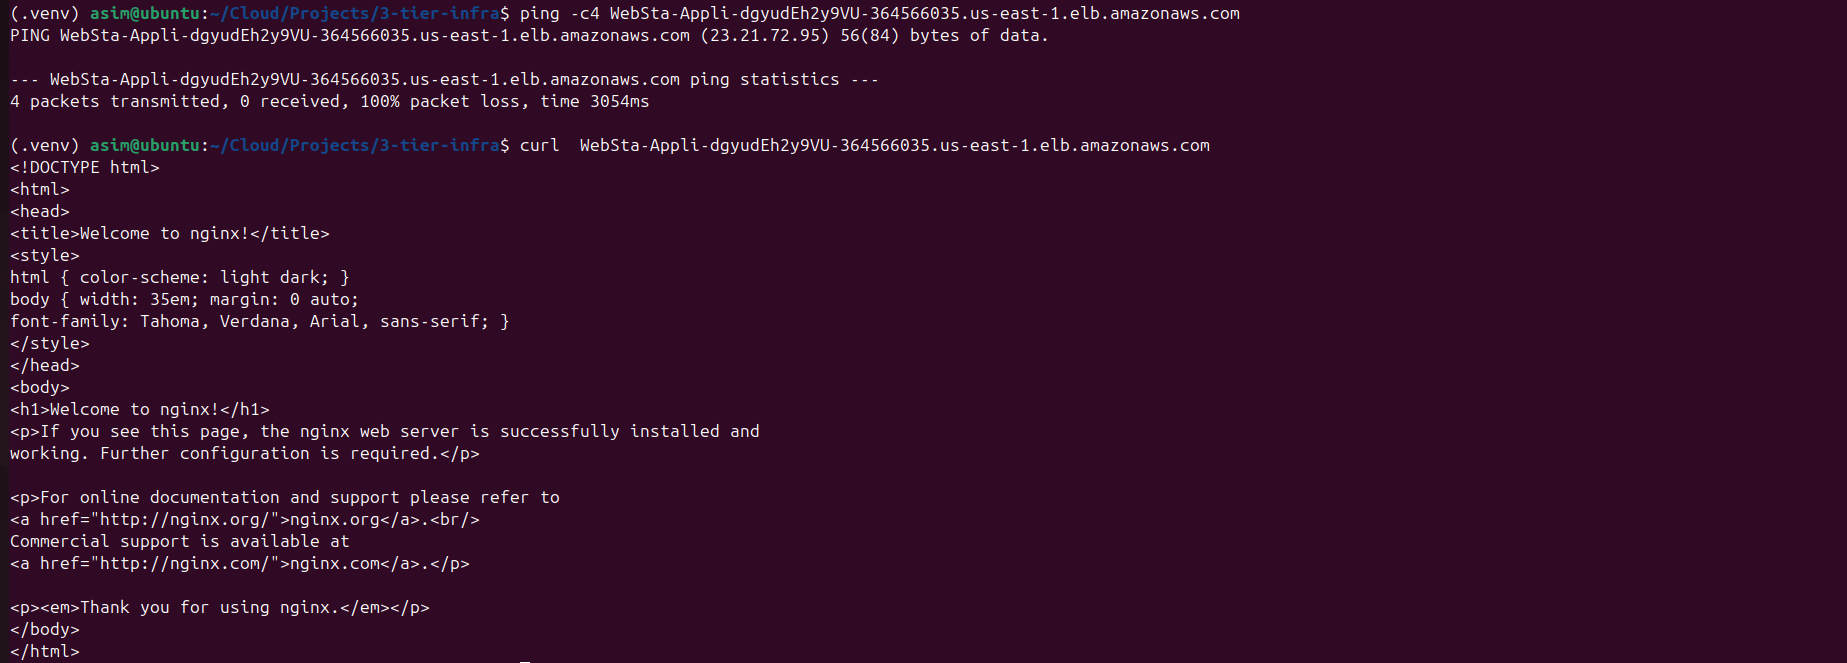 (.venv) asim@ubuntu:~/Cloud/Projects/3-tier-infra$ ping -c4 WebSta-Appli-dgyudEh2y9VU-364566035.us-east-1.elb.amazonaws.com
PING WebSta-Appli-dgyudEh2y9VU-364566035.us-east-1.elb.amazonaws.com (23.21.72.95) 56(84) bytes of data.

--- WebSta-Appli-dgyudEh2y9VU-364566035.us-east-1.elb.amazonaws.com ping statistics ---
4 packets transmitted, 0 received, 100% packet loss, time 3054ms

(.venv) asim@ubuntu:~/Cloud/Projects/3-tier-infra$ curl  WebSta-Appli-dgyudEh2y9VU-364566035.us-east-1.elb.amazonaws.com
<!DOCTYPE html>
<html>
<head>
<title>Welcome to nginx!</title>
<style>
html { color-scheme: light dark; }
body { width: 35em; margin: 0 auto;
font-family: Tahoma, Verdana, Arial, sans-serif; }
</style>
</head>
<body>
<h1>Welcome to nginx!</h1>
<p>If you see this page, the nginx web server is successfully installed and
working. Further configuration is required.</p>

<p>For online documentation and support please refer to
<a href="http://nginx.org/">nginx.org</a>.<br/>
Commercial support is available at
<a href="http://nginx.com/">nginx.com</a>.</p>

<p><em>Thank you for using nginx.</em></p>
</body>
</html>